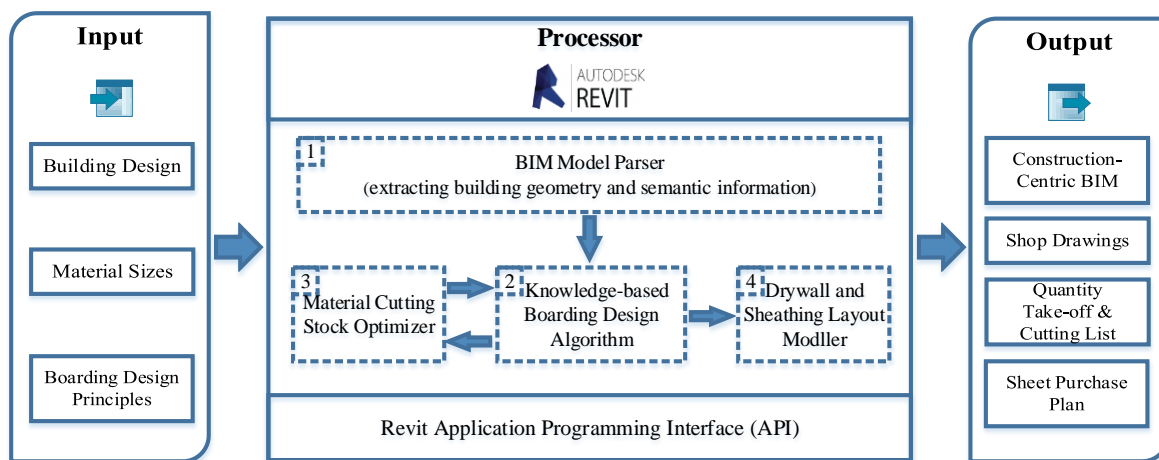 Input
Building Design
Material Sizes
Boarding Design
Principles
Processor
AUTODESK
REVIT
1
BIM Model Parser
(extracting building geometry and semantic information)
3
Material Cutting
Stock Optimizer
2
Knowledge-based
Boarding Design
Algorithm
4
Drywall and
Sheathing Layout
Modller
Revit Application Programming Interface (API)
Output
Construction-
Centric BIM
Shop Drawings
Quantity
Take-off &
Cutting List
Sheet Purchase
Plan